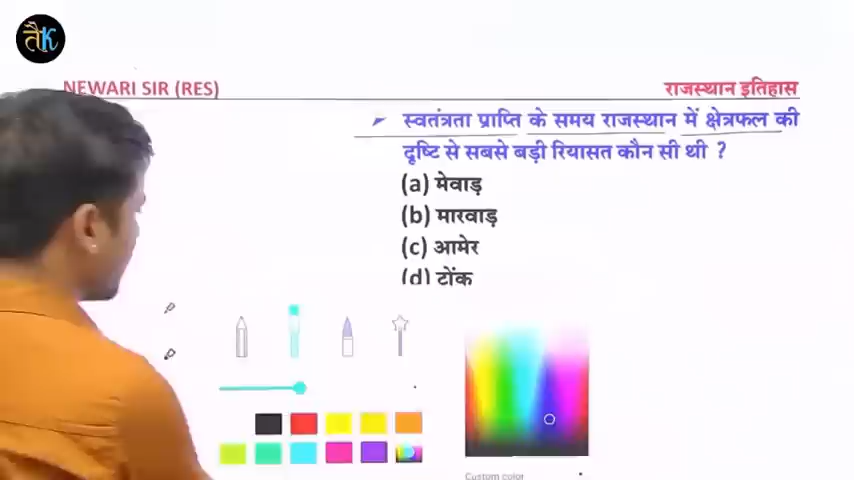 तैK
NEWARI SIR (RES)
राजस्थान इतिहास
➤ स्वतंत्रता प्राप्ति के समय राजस्थान में क्षेत्रफल की
दृष्टि से सबसे बड़ी रियासत कौन सी थी ?
(a) मेवाड़
(b) मारवाड़
(c) आमेर
(d) टोंक
Custom color